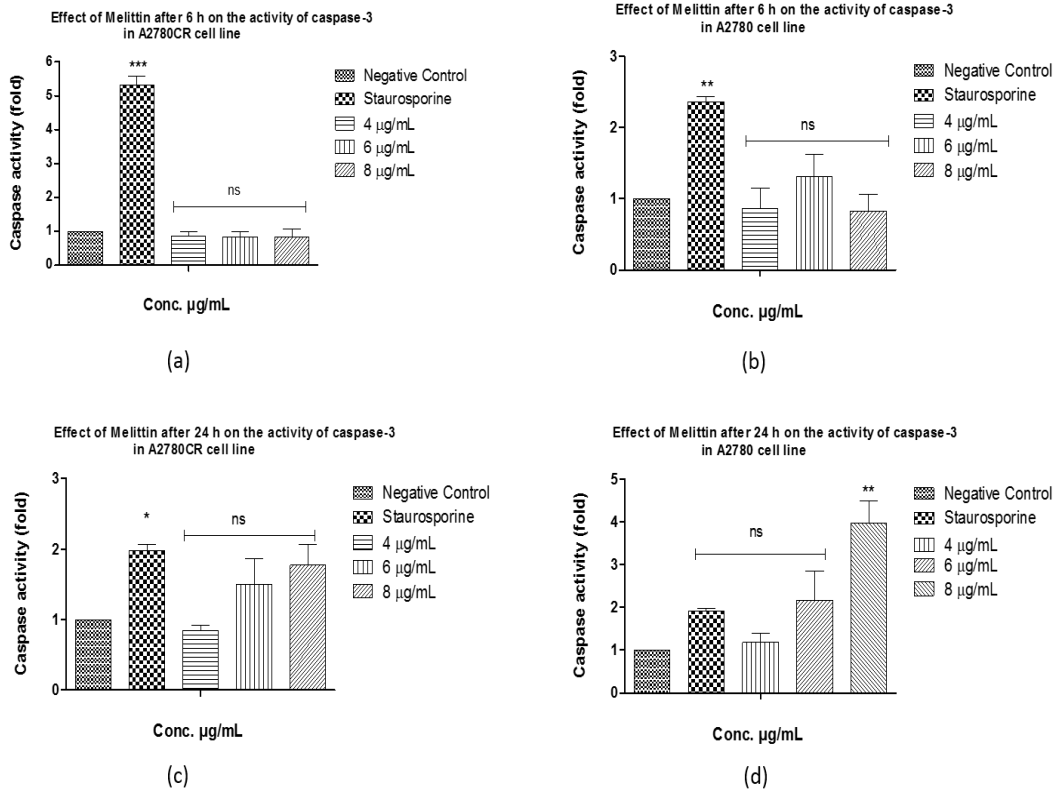 Effect of Melittin after 6 h on the activity of caspase-3
in A2780CR cell line
Caspase activity (fold)
6
5
4
3
2
1
0
***
ns
Negative Control
Staurosporine
4 μg/mL
6 μg/mL
8 μg/mL
Conc. μg/mL
(a)
Effect of Melittin after 6 h on the activity of caspase-3
in A2780 cell line
Caspase activity (fold)
3
2
1
0
**
ns
Negative Control
Staurosporine
4 μg/mL
6 μg/mL
8 μg/mL
Conc. μg/mL
(b)
Effect of Melittin after 24 h on the activity of caspase-3
in A2780CR cell line
Caspase activity (fold)
3
2
1
0
*
ns
Negative Control
Staurosporine
4 μg/mL
6 μg/mL
8 μg/mL
Conc. μg/mL
(c)
Effect of Melittin after 24 h on the activity of caspase-3
in A2780 cell line
Caspase activity (fold)
5
4
3
2
1
0
ns
**
Negative Control
Staurosporine
4 μg/mL
6 μg/mL
8 μg/mL
Conc. μg/mL
(d)